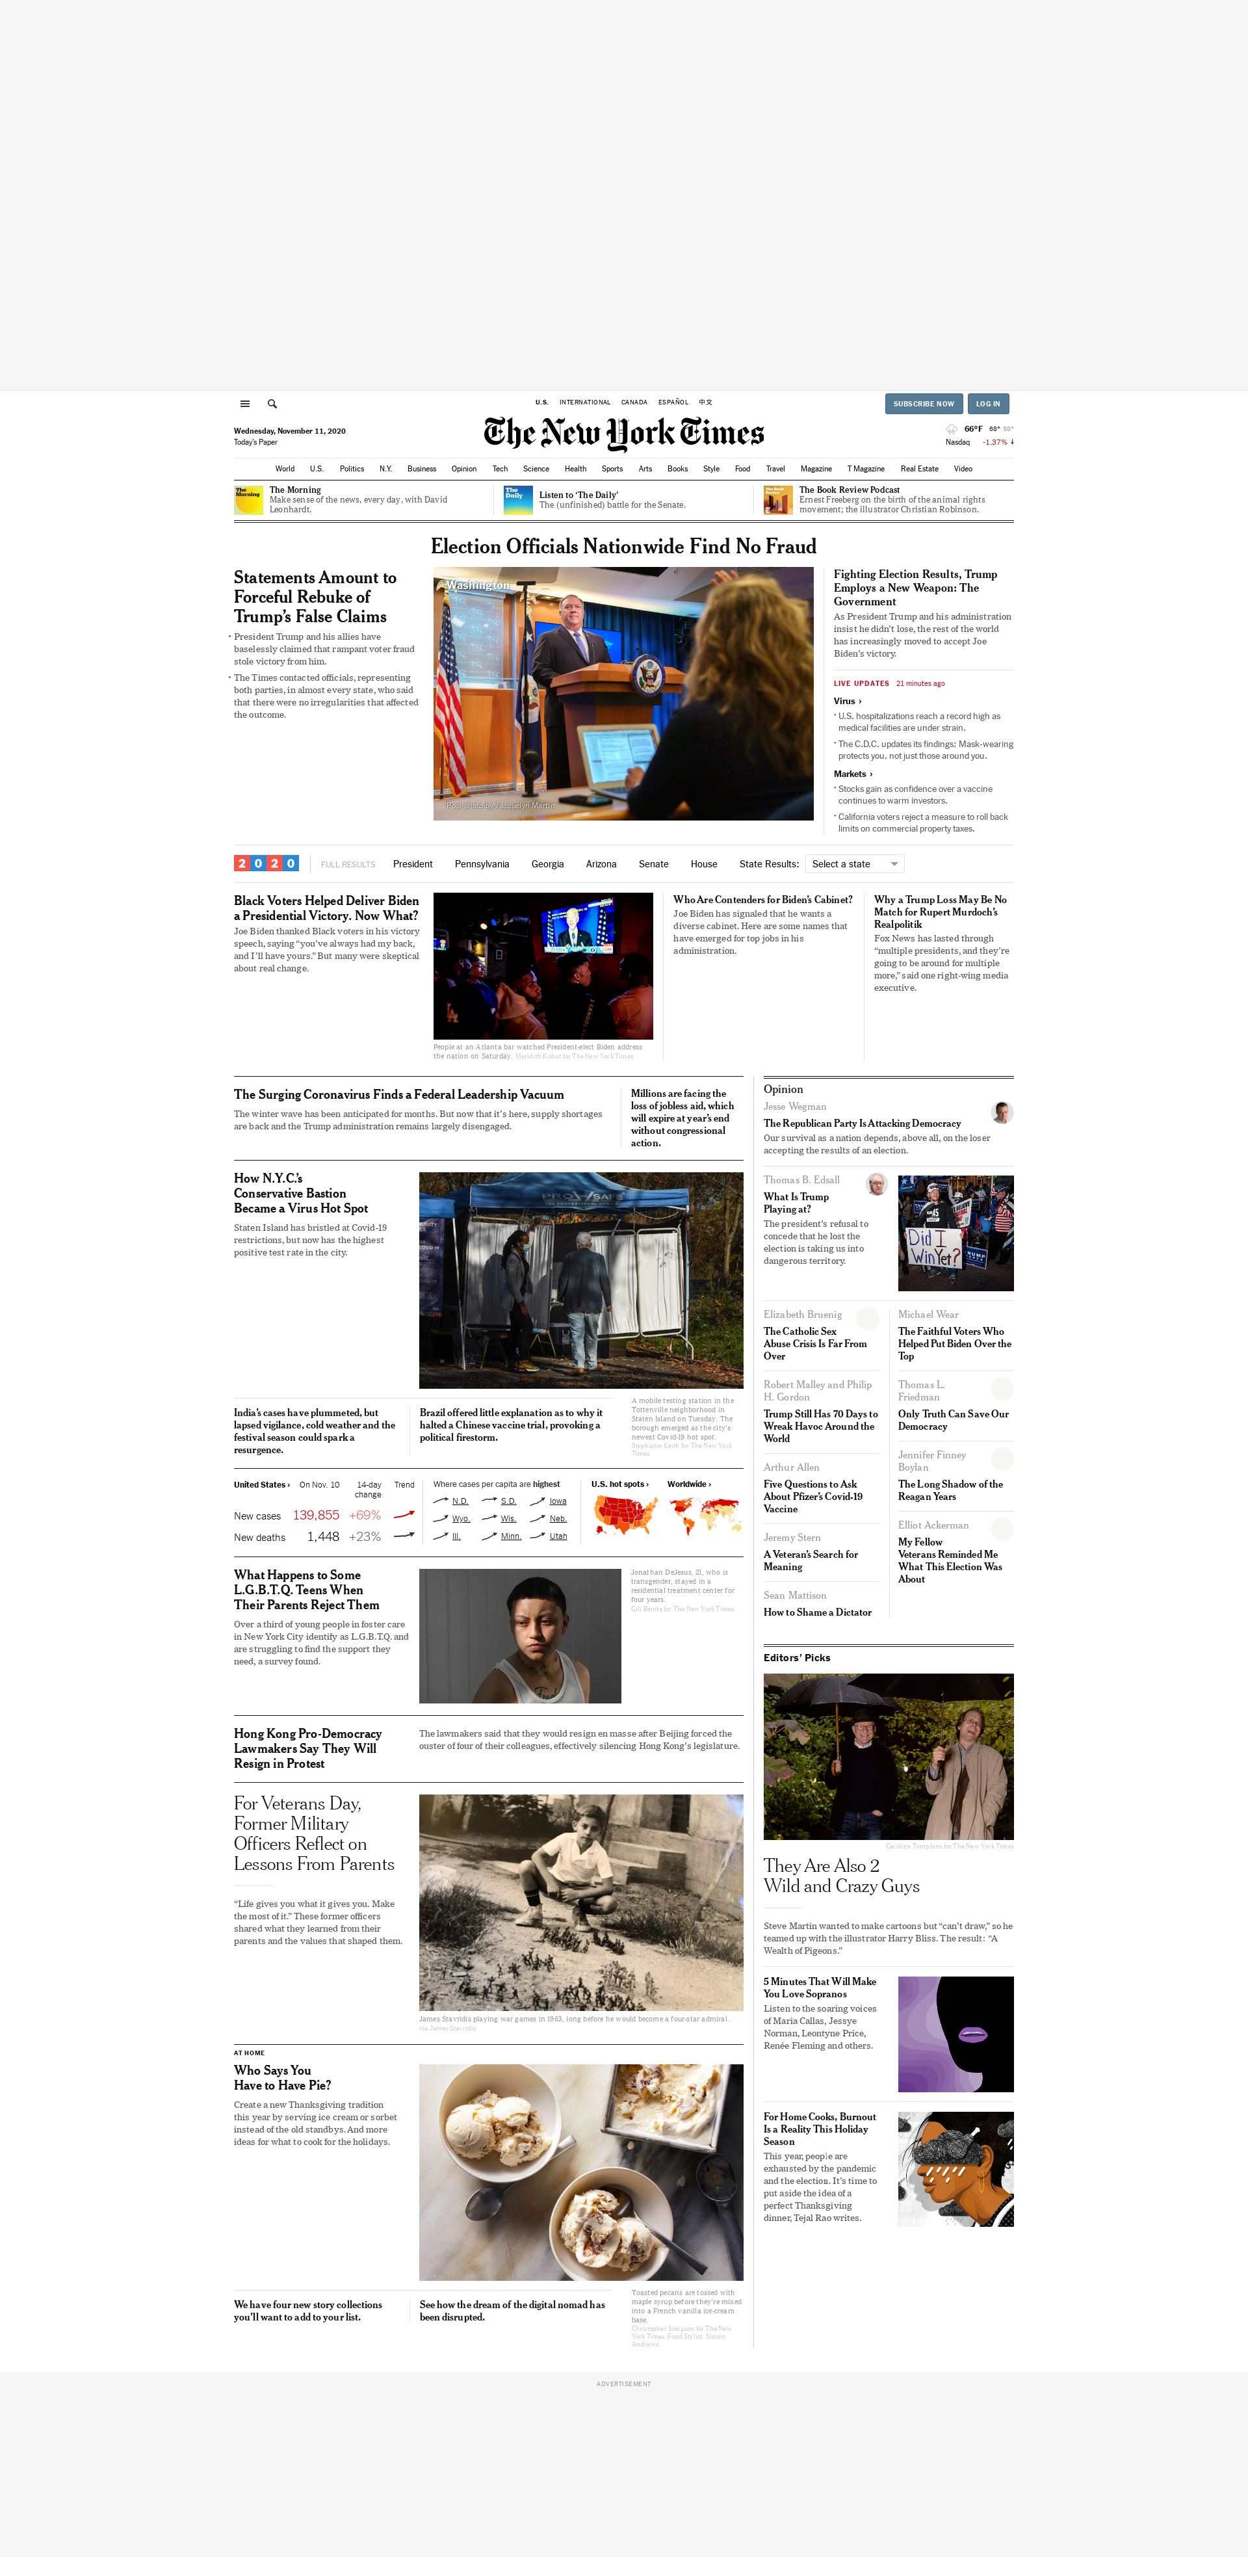 U.S. INTERNATIONAL CANADA ESPAÑOL 中文
SUBSCRIBE NOW LOG IN
Wednesday, November 11, 2020
Today's Paper
The New York Times
66°F 68° 58°
Nasdaq -1.37%
World U.S. Politics N.Y. Business Opinion Tech Science Health Sports Arts Books Style Food Travel Magazine T Magazine Real Estate Video
The Morning
The Morning
Make sense of the news, every day, with David
Leonhardt.
The Daily
Listen to ‘The Daily’
The (unfinished) battle for the Senate.
The Book Review
The Book Review Podcast
Ernest Freeberg on the birth of the animal rights
movement; the illustrator Christian Robinson.
Election Officials Nationwide Find No Fraud
Statements Amount to
Forceful Rebuke of
Trump’s False Claims
President Trump and his allies have
baselessly claimed that rampant voter fraud
stole victory from him.
The Times contacted officials, representing
both parties, in almost every state, who said
that there were no irregularities that affected
the outcome.
Washington
Pool photo by Jacquelyn Martin
Fighting Election Results, Trump
Employs a New Weapon: The
Government
As President Trump and his administration
insist he didn’t lose, the rest of the world
has increasingly moved to accept Joe
Biden’s victory.
LIVE UPDATES 21 minutes ago
Virus ›
U.S. hospitalizations reach a record high as
medical facilities are under strain.
The C.D.C. updates its findings: Mask-wearing
protects you, not just those around you.
Markets ›
Stocks gain as confidence over a vaccine
continues to warm investors.
California voters reject a measure to roll back
limits on commercial property taxes.
2020 FULL RESULTS President Pennsylvania Georgia Arizona Senate House State Results: Select a state
Black Voters Helped Deliver Biden
a Presidential Victory. Now What?
Joe Biden thanked Black voters in his victory
speech, saying “you’ve always had my back,
and I’ll have yours.” But many were skeptical
about real change.
People at an Atlanta bar watched President-elect Biden address
the nation on Saturday. Meridith Kohut for The New York Times
Who Are Contenders for Biden’s Cabinet?
Joe Biden has signaled that he wants a
diverse cabinet. Here are some names that
have emerged for top jobs in his
administration.
Why a Trump Loss May Be No
Match for Rupert Murdoch’s
Realpolitik
Fox News has lasted through
“multiple presidents, and they’re
going to be around for multiple
more,” said one right-wing media
executive.
The Surging Coronavirus Finds a Federal Leadership Vacuum
The winter wave has been anticipated for months. But now that it’s here, supply shortages
are back and the Trump administration remains largely disengaged.
Millions are facing the
loss of jobless aid, which
will expire at year’s end
without congressional
action.
How N.Y.C.’s
Conservative Bastion
Became a Virus Hot Spot
Staten Island has bristled at Covid-19
restrictions, but now has the highest
positive test rate in the city.
India’s cases have plummeted, but
lapsed vigilance, cold weather and the
festival season could spark a
resurgence.
Brazil offered little explanation as to why it
halted a Chinese vaccine trial, provoking a
political firestorm.
A mobile testing station in the
Tottenville neighborhood in
Staten Island on Tuesday. The
borough emerged as the city’s
newest Covid-19 hot spot.
Stephanie Keith for The New York
Times
United States › On Nov. 10 14-day
change Trend
New cases 139,855 +69%
New deaths 1,448 +23%
Where cases per capita are highest
N.D. S.D. Iowa
Wyo. Wis. Neb.
Ill. Minn. Utah
U.S. hot spots ›
Worldwide ›
What Happens to Some
L.G.B.T.Q. Teens When
Their Parents Reject Them
Over a third of young people in foster care
in New York City identify as L.G.B.T.Q. and
are struggling to find the support they
need, a survey found.
Jonathan DeJesus, 21, who is
transgender, stayed in a
residential treatment center for
four years.
Gili Benita for The New York Times
Hong Kong Pro-Democracy
Lawmakers Say They Will
Resign in Protest
The lawmakers said that they would resign en masse after Beijing forced the
ouster of four of their colleagues, effectively silencing Hong Kong’s legislature.
For Veterans Day,
Former Military
Officers Reflect on
Lessons From Parents
“Life gives you what it gives you. Make
the most of it.” These former officers
shared what they learned from their
parents and the values that shaped them.
James Stavridis playing war games in 1963, long before he would become a four-star admiral.
via James Stavridis
AT HOME
Who Says You
Have to Have Pie?
Create a new Thanksgiving tradition
this year by serving ice cream or sorbet
instead of the old standbys. And more
ideas for what to cook for the holidays.
We have four new story collections
you’ll want to add to your list.
See how the dream of the digital nomad has
been disrupted.
Toasted pecans are tossed with
maple syrup before they’re mixed
into a French vanilla ice-cream
base.
Christopher Simpson for The New
York Times. Food Stylist: Simon
Andrews.
Opinion
Jesse Wegman
The Republican Party Is Attacking Democracy
Our survival as a nation depends, above all, on the loser
accepting the results of an election.
Thomas B. Edsall
What Is Trump
Playing at?
The president’s refusal to
concede that he lost the
election is taking us into
dangerous territory.
Did I
Win Yet?
Elizabeth Bruenig
The Catholic Sex
Abuse Crisis Is Far From
Over
Michael Wear
The Faithful Voters Who
Helped Put Biden Over the
Top
Robert Malley and Philip
H. Gordon
Trump Still Has 70 Days to
Wreak Havoc Around the
World
Thomas L.
Friedman
Only Truth Can Save Our
Democracy
Arthur Allen
Five Questions to Ask
About Pfizer’s Covid-19
Vaccine
Jennifer Finney
Boylan
The Long Shadow of the
Reagan Years
Jeremy Stern
A Veteran’s Search for
Meaning
Elliot Ackerman
My Fellow
Veterans Reminded Me
What This Election Was
About
Sean Mattison
How to Shame a Dictator
Editors’ Picks
Caroline Tompkins for The New York Times
They Are Also 2
Wild and Crazy Guys
Steve Martin wanted to make cartoons but “can’t draw,” so he
teamed up with the illustrator Harry Bliss. The result: “A
Wealth of Pigeons.”
5 Minutes That Will Make
You Love Sopranos
Listen to the soaring voices
of Maria Callas, Jessye
Norman, Leontyne Price,
Renée Fleming and others.
For Home Cooks, Burnout
Is a Reality This Holiday
Season
This year, people are
exhausted by the pandemic
and the election. It’s time to
put aside the idea of a
perfect Thanksgiving
dinner, Tejal Rao writes.
ADVERTISEMENT